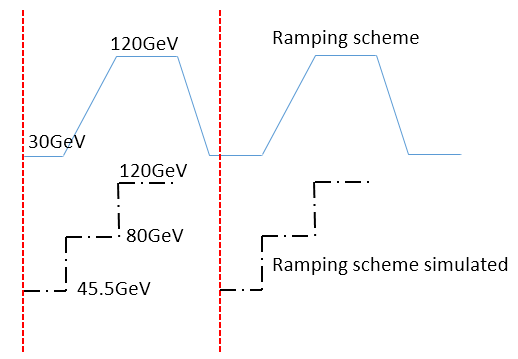 120GeV
Ramping scheme
30GeV
120GeV
80GeV
Ramping scheme simulated
45.5GeV